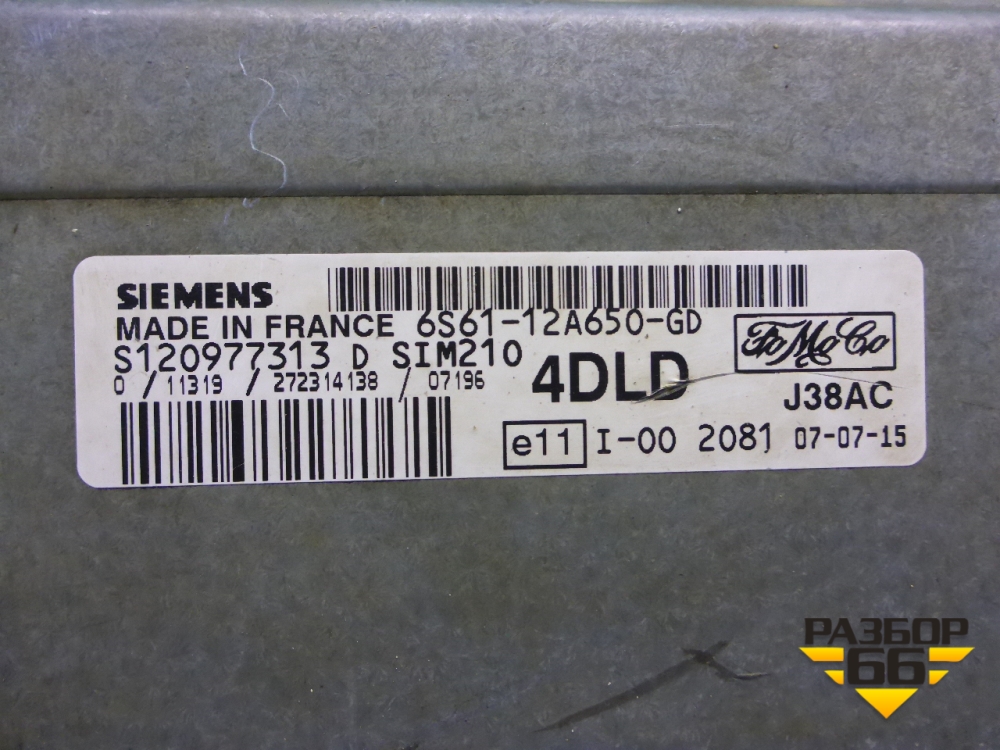 SIEMENS
MADE IN FRANCE 6S61-12A650-GD
S120977313 D SIM210
0 / 11319 / 272314138 / 07196
4DLD
FoMoCo
J38AC
e11 I-00 2081 07-07-15
РАЗБОР
66